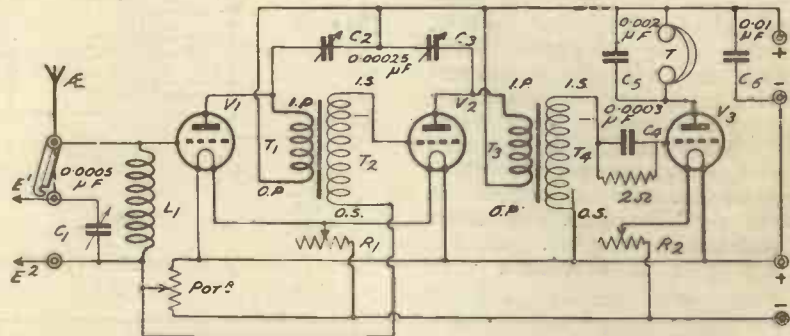 0.002 µF
0.01 µF
C2
C3
0.00025 µF
T
C5
C6
+
-
Æ
V1
I.P.
I.S.
V2
I.P.
I.S.
0.0003 µF
C4
V3
T1
T2
T3
T4
2Ω
E1
0.0005 µF
C1
L1
O.P.
O.S.
O.P.
O.S.
R1
R2
E2
POTR
+
-